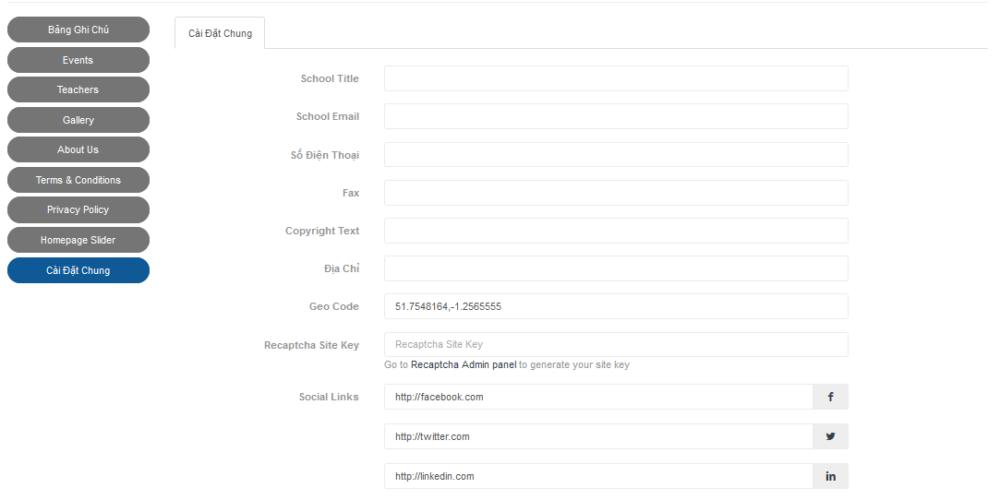 Bảng Ghi Chú
Events
Teachers
Gallery
About Us
Terms & Conditions
Privacy Policy
Homepage Slider
Cài Đặt Chung
Cài Đặt Chung
School Title
School Email
Số Điện Thoại
Fax
Copyright Text
Địa Chỉ
Geo Code 51.7548164,-1.2565555
Recaptcha Site Key Recaptcha Site Key
Go to Recaptcha Admin panel to generate your site key
Social Links http://facebook.com
http://twitter.com
http://linkedin.com